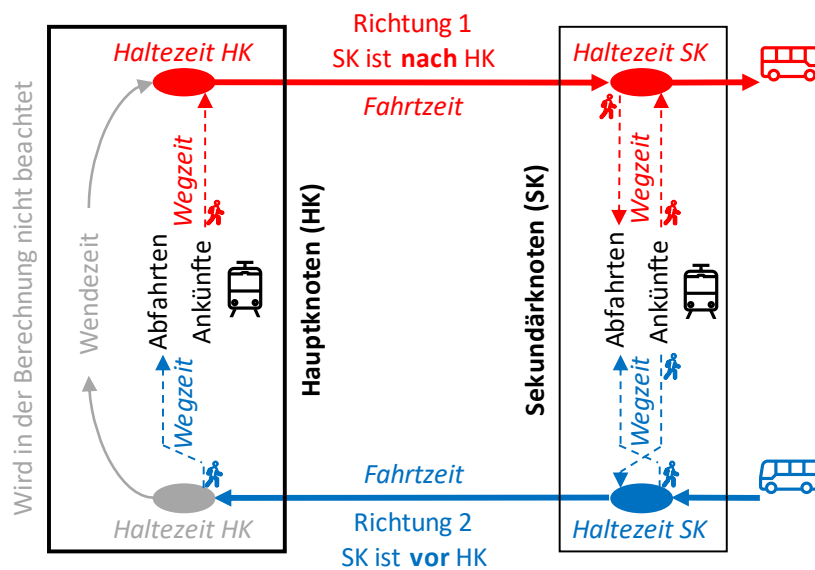 Richtung 1
SK ist nach HK
Haltezeit HK
Haltezeit SK
Fahrtzeit
Wegzeit
Wegzeit
Wird in der Berechnung nicht beachtet
Wendezeit
Abfahrten
Ankünfte
Hauptknoten (HK)
Sekundärknoten (SK)
Abfahrten
Ankünfte
Wegzeit
Wegzeit
Fahrtzeit
Haltezeit HK
Haltezeit SK
Richtung 2
SK ist vor HK